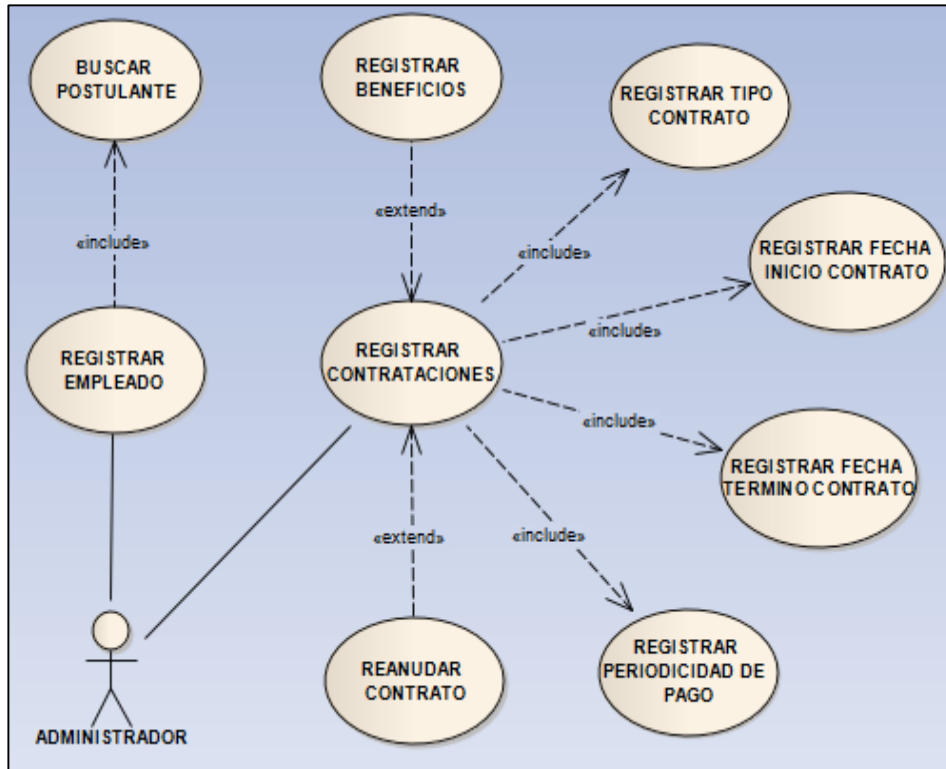 BUSCAR
POSTULANTE
REGISTRAR
BENEFICIOS
REGISTRAR TIPO
CONTRATO
«extend»
«include»
«include»
REGISTRAR FECHA
INICIO CONTRATO
«include»
REGISTRAR
EMPLEADO
REGISTRAR
CONTRATACIONES
«include»
REGISTRAR FECHA
TERMINO CONTRATO
«extend»
«include»
REANUDAR
CONTRATO
REGISTRAR
PERIODICIDAD DE
PAGO
ADMINISTRADOR